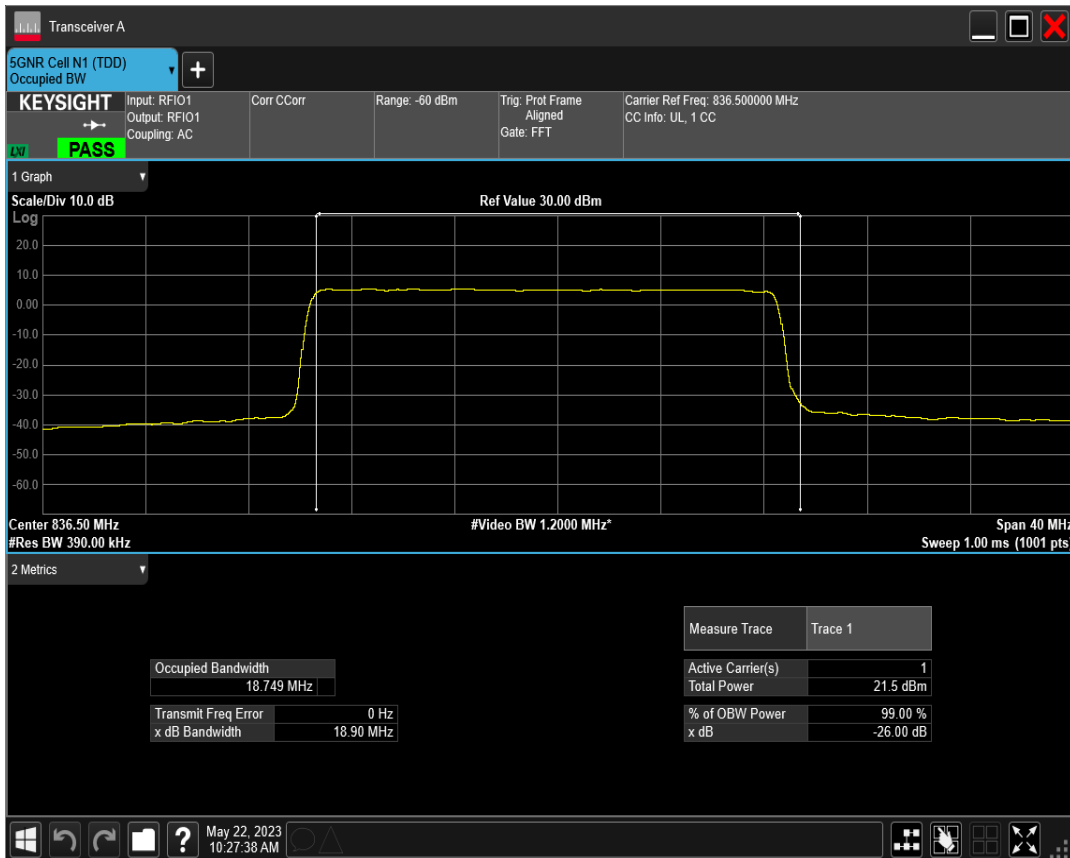 Transceiver A
5GNR Cell N1 (TDD)
Occupied BW
+
KEYSIGHT
LXI
PASS
Input: RFIO1
Output: RFIO1
Coupling: AC
Corr CCorr
Range: -60 dBm
Trig: Prot Frame
Aligned
Gate: FFT
Carrier Ref Freq: 836.500000 MHz
CC Info: UL, 1 CC
1 Graph
Scale/Div 10.0 dB
Ref Value 30.00 dBm
Log
20.0
10.0
0.00
-10.0
-20.0
-30.0
-40.0
-50.0
-60.0
Center 836.50 MHz
#Video BW 1.2000 MHz*
Span 40 MHz
#Res BW 390.00 kHz
Sweep 1.00 ms (1001 pts)
2 Metrics
Measure Trace Trace 1
Occupied Bandwidth
18.749 MHz
Active Carrier(s) 1
Total Power 21.5 dBm
Transmit Freq Error 0 Hz
x dB Bandwidth 18.90 MHz
% of OBW Power 99.00 %
x dB -26.00 dB
?
May 22, 2023
10:27:38 AM